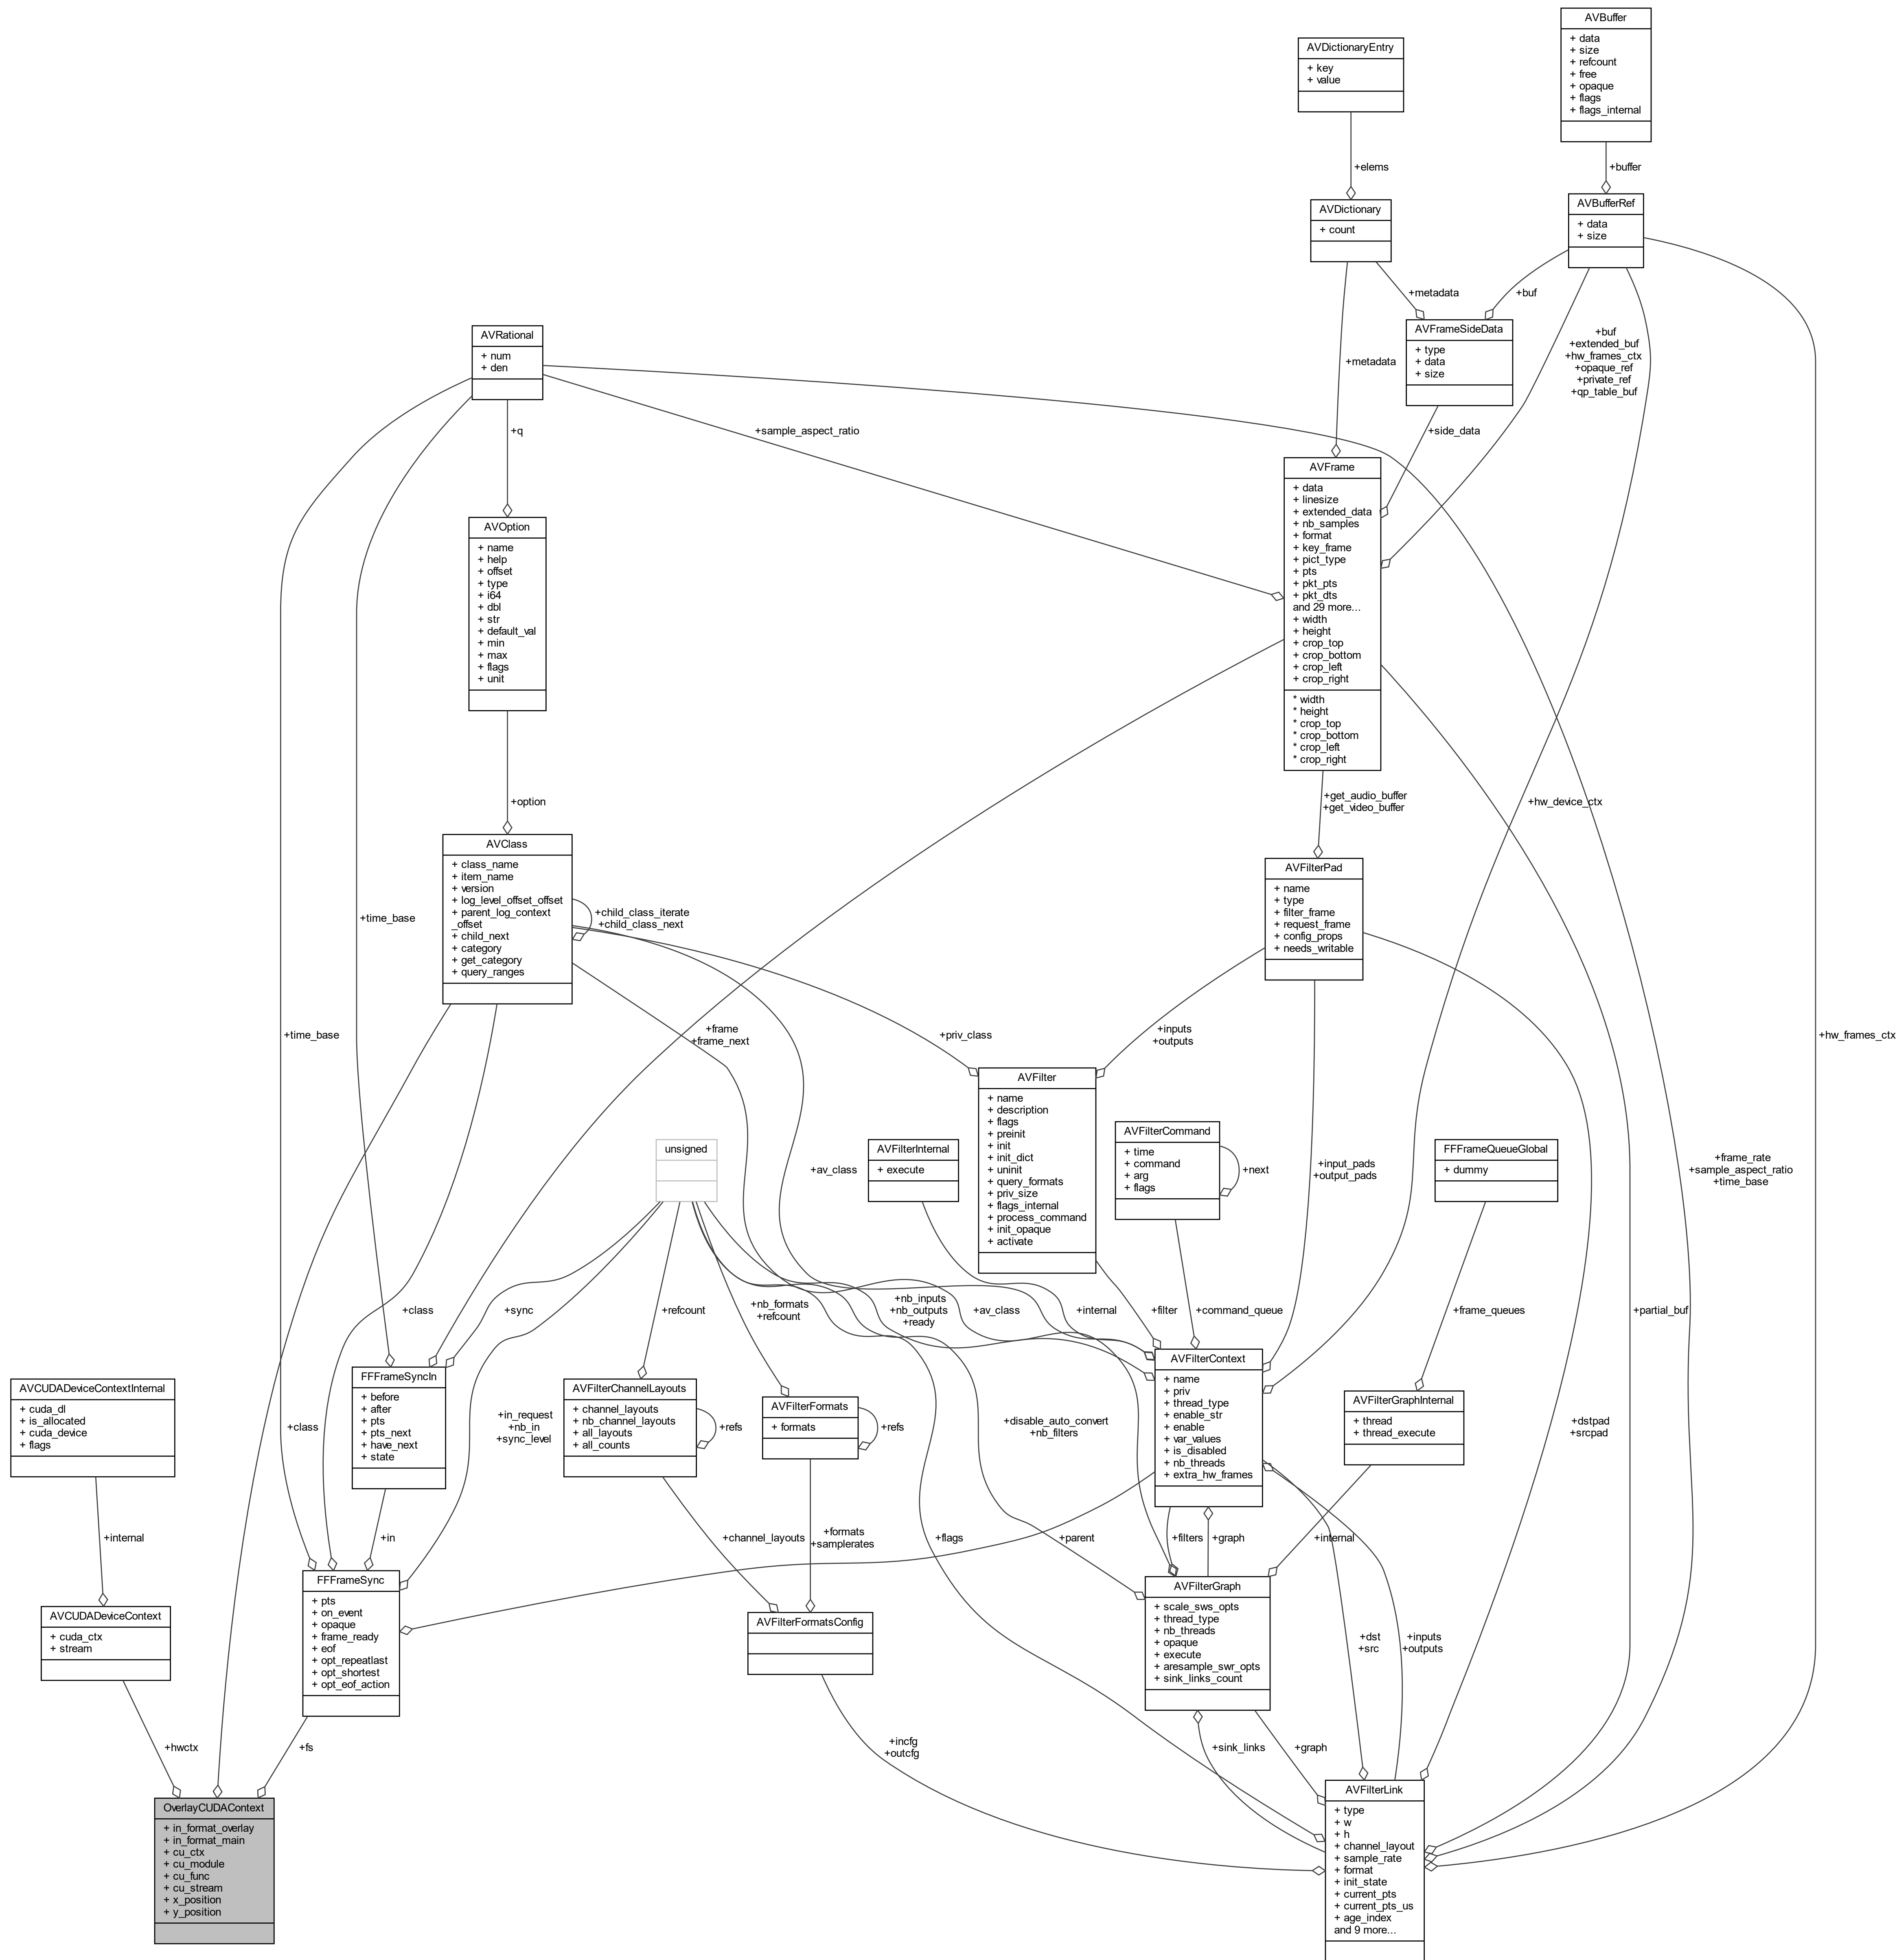 AVBuffer
+ data
+ size
+ refcount
+ free
+ opaque
+ flags
+ flags_internal
AVDictionaryEntry
+ key
+ value
+elems
+buffer
AVDictionary
+ count
AVBufferRef
+ data
+ size
+metadata
+buf
AVFrameSideData
+ type
+ data
+ size
+buf
+extended_buf
+hw_frames_ctx
+opaque_ref
+private_ref
+qp_table_buf
AVRational
+ num
+ den
+metadata
+q
+sample_aspect_ratio
+side_data
AVFrame
+ data
+ linesize
+ extended_data
+ nb_samples
+ format
+ key_frame
+ pict_type
+ pts
+ pkt_pts
+ pkt_dts
and 29 more...
+ width
+ height
+ crop_top
+ crop_bottom
+ crop_left
+ crop_right
* width
* height
* crop_top
* crop_bottom
* crop_left
* crop_right
AVOption
+ name
+ help
+ offset
+ type
+ i64
+ dbl
+ str
+ default_val
+ min
+ max
+ flags
+ unit
+option
+get_audio_buffer
+get_video_buffer
+hw_device_ctx
AVClass
+ class_name
+ item_name
+ version
+ log_level_offset_offset
+ parent_log_context
_offset
+ child_next
+ category
+ get_category
+ query_ranges
+child_class_iterate
+child_class_next
+time_base
AVFilterPad
+ name
+ type
+ filter_frame
+ request_frame
+ config_props
+ needs_writable
+time_base
+frame
+frame_next
+priv_class
+inputs
+outputs
+hw_frames_ctx
AVFilter
+ name
+ description
+ flags
+ preinit
+ init
+ init_dict
+ uninit
+ query_formats
+ priv_size
+ flags_internal
+ process_command
+ init_opaque
+ activate
unsigned
+av_class
AVFilterInternal
+ execute
AVFilterCommand
+ time
+ command
+ arg
+ flags
+next
+input_pads
+output_pads
FFFrameQueueGlobal
+ dummy
+frame_rate
+sample_aspect_ratio
+time_base
+class
+sync
+refcount
+nb_formats
+refcount
+nb_inputs
+nb_outputs
+ready
+av_class
+internal
+filter
+command_queue
+frame_queues
+partial_buf
AVCUDADeviceContextInternal
+ cuda_dl
+ is_allocated
+ cuda_device
+ flags
+class
FFFrameSyncIn
+ before
+ after
+ pts
+ pts_next
+ have_next
+ state
+in_request
+nb_in
+sync_level
AVFilterChannelLayouts
+ channel_layouts
+ nb_channel_layouts
+ all_layouts
+ all_counts
+refs
AVFilterFormats
+ formats
+refs
+disable_auto_convert
+nb_filters
AVFilterContext
+ name
+ priv
+ thread_type
+ enable_str
+ enable
+ var_values
+ is_disabled
+ nb_threads
+ extra_hw_frames
AVFilterGraphInternal
+ thread
+ thread_execute
+dstpad
+srcpad
+internal
+in
+channel_layouts
+formats
+samplerates
+flags
+parent
+filters
+graph
+internal
AVCUDADeviceContext
+ cuda_ctx
+ stream
FFFrameSync
+ pts
+ on_event
+ opaque
+ frame_ready
+ eof
+ opt_repeatlast
+ opt_shortest
+ opt_eof_action
AVFilterFormatsConfig
AVFilterGraph
+ scale_sws_opts
+ thread_type
+ nb_threads
+ opaque
+ execute
+ aresample_swr_opts
+ sink_links_count
+dst
+src
+inputs
+outputs
+hwctx
+fs
+incfg
+outcfg
+sink_links
+graph
OverlayCUDAContext
+ in_format_overlay
+ in_format_main
+ cu_ctx
+ cu_module
+ cu_func
+ cu_stream
+ x_position
+ y_position
AVFilterLink
+ type
+ w
+ h
+ channel_layout
+ sample_rate
+ format
+ init_state
+ current_pts
+ current_pts_us
+ age_index
and 9 more...